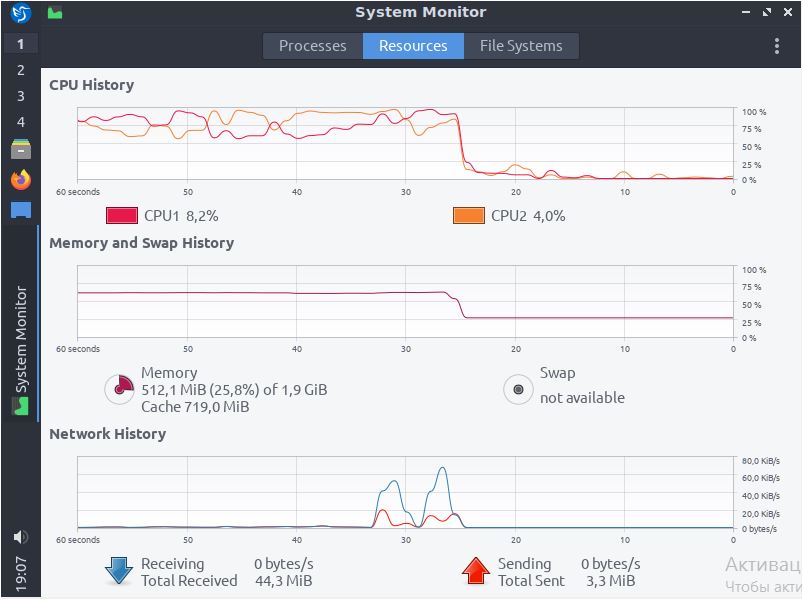 System Monitor
1
2
3
4
Processes
Resources
File Systems
CPU History
100 %
75 %
50 %
25 %
0 %
60 seconds 50 40 30 20 10 0
CPU1 8,2%
CPU2 4,0%
Memory and Swap History
100 %
75 %
50 %
25 %
0 %
60 seconds 50 40 30 20 10 0
Memory
512,1 MiB (25,8%) of 1,9 GiB
Cache 719,0 MiB
Swap
not available
Network History
80,0 KiB/s
60,0 KiB/s
40,0 KiB/s
20,0 KiB/s
0 bytes/s
60 seconds 50 40 30 20 10 0
Receiving 0 bytes/s
Total Received 44,3 MiB
Sending 0 bytes/s
Total Sent 3,3 MiB
System Monitor
19:07
Активац
Чтобы акти